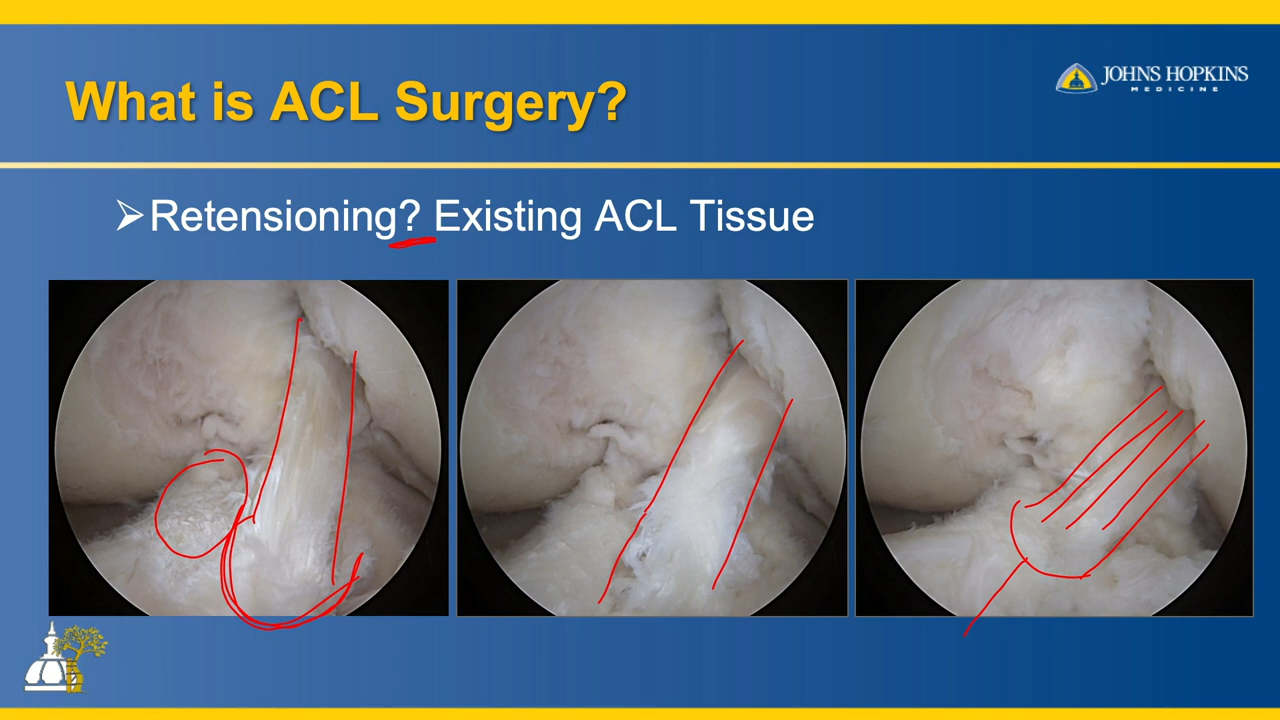 What is ACL Surgery?
JOHNS HOPKINS
MEDICINE
➢Retensioning? Existing ACL Tissue